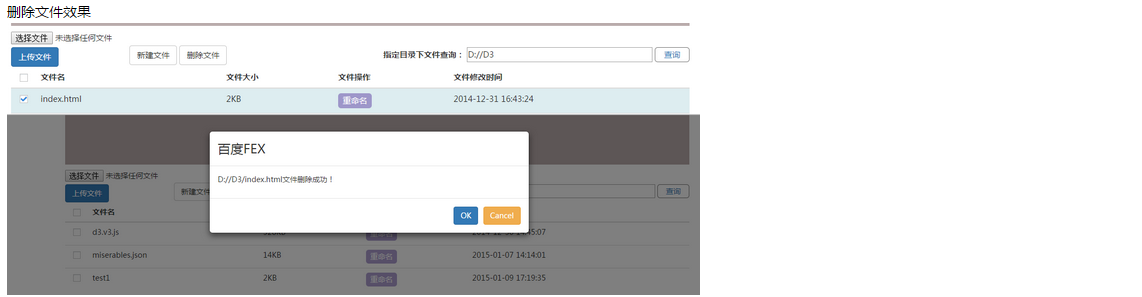 删除文件效果
选择文件 未选择任何文件
上传文件 新建文件 删除文件 指定目录下文件查询： D://D3 查询
文件名 文件大小 文件操作 文件修改时间
index.html 2KB 重命名 2014-12-31 16:43:24
百度FEX
D://D3/index.html文件删除成功！
OK Cancel
选择文件 未选择任何文件
上传文件 新建文件 查询
文件名
d3.v3.js
miserables.json 14KB 重命名 2015-01-07 14:14:01
test1 2KB 重命名 2015-01-09 17:19:35